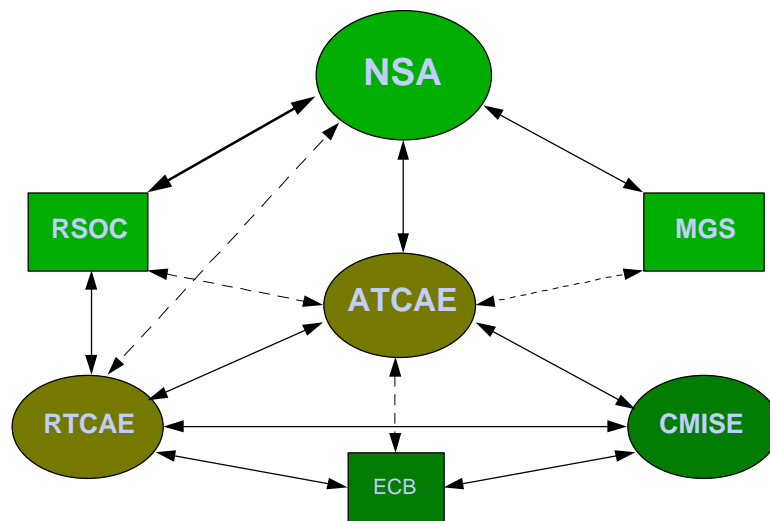 NSA
RSOC
MGS
ATCAE
RTCAE
CMISE
ECB